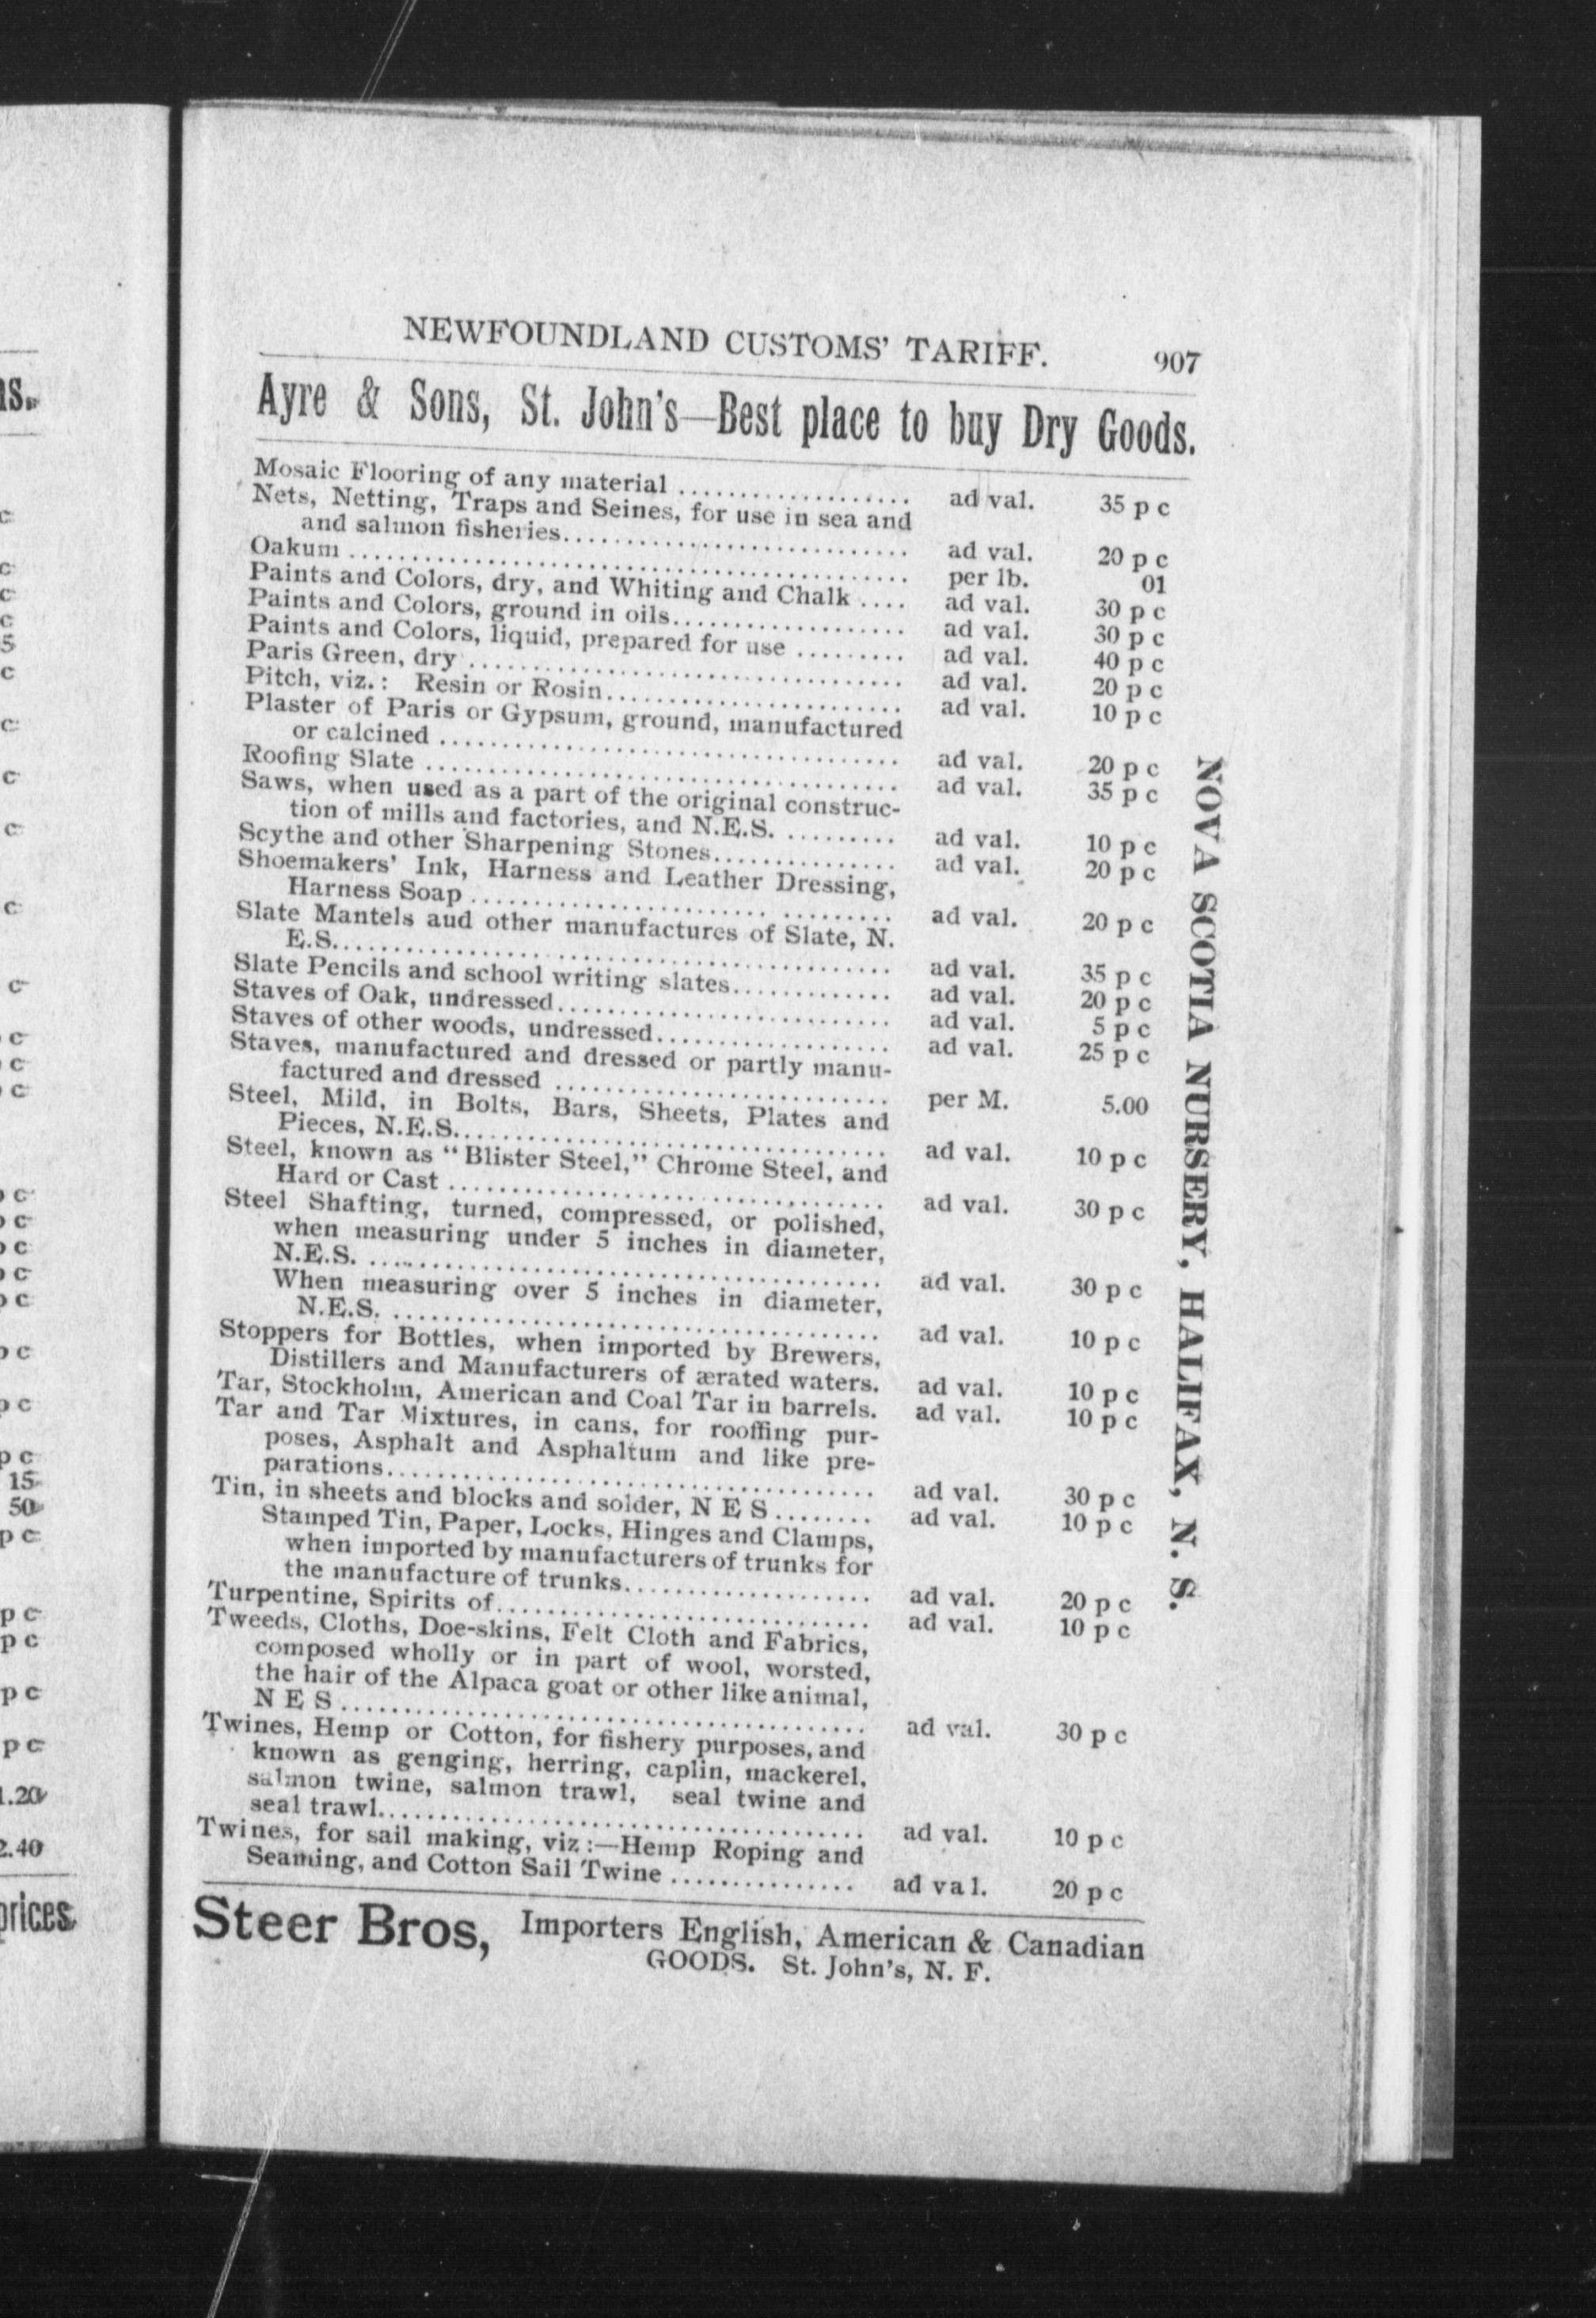 NEWFOUNDLAND CUSTOMS' TARIFF. 907
Ayre & Sons, St. John's—Best place to buy Dry Goods.
Mosaic Flooring of any material .................. ad val. 35 p c
Nets, Netting, Traps and Seines, for use in sea and
and salmon fisheries............................ ad val. 20 p c
Oakum ............................................. per lb. 01
Paints and Colors, dry, and Whiting and Chalk .... ad val. 30 p c
Paints and Colors, ground in oils................... ad val. 30 p c
Paints and Colors, liquid, prepared for use ......... ad val. 40 p c
Paris Green, dry ................................... ad val. 20 p c
Pitch, viz.: Resin or Rosin........................ ad val. 10 p c
Plaster of Paris or Gypsum, ground, manufactured
or calcined ..................................... ad val. 20 p c
Roofing Slate ...................................... ad val. 35 p c
Saws, when used as a part of the original construc-
tion of mills and factories, and N.E.S. ......... ad val. 10 p c
Scythe and other Sharpening Stones............... ad val. 20 p c
Shoemakers' Ink, Harness and Leather Dressing,
Harness Soap .................................. ad val. 20 p c
Slate Mantels aud other manufactures of Slate, N.
E.S.............................................. ad val. 35 p c
Slate Pencils and school writing slates............. ad val. 20 p c
Staves of Oak, undressed........................... ad val. 5 p c
Staves of other woods, undressed................... ad val. 25 p c
Staves, manufactured and dressed or partly manu-
factured and dressed ........................... per M. 5.00
Steel, Mild, in Bolts, Bars, Sheets, Plates and
Pieces, N.E.S................................... ad val. 10 p c
Steel, known as "Blister Steel," Chrome Steel, and
Hard or Cast ................................... ad val. 30 p c
Steel Shafting, turned, compressed, or polished,
when measuring under 5 inches in diameter,
N.E.S. ......................................... ad val. 30 p c
When measuring over 5 inches in diameter,
N.E.S. ....................................... ad val. 10 p c
Stoppers for Bottles, when imported by Brewers,
Distillers and Manufacturers of ærated waters. ad val. 10 p c
Tar, Stockholm, American and Coal Tar in barrels. ad val. 10 p c
Tar and Tar Mixtures, in cans, for rooffing pur-
poses, Asphalt and Asphaltum and like pre-
parations....................................... ad val. 30 p c
Tin, in sheets and blocks and solder, N E S........ ad val. 10 p c
Stamped Tin, Paper, Locks, Hinges and Clamps,
when imported by manufacturers of trunks for
the manufacture of trunks.................... ad val. 20 p c
Turpentine, Spirits of.............................. ad val. 10 p c
Tweeds, Cloths, Doe-skins, Felt Cloth and Fabrics,
composed wholly or in part of wool, worsted,
the hair of the Alpaca goat or other like animal,
N E S .......................................... ad val. 30 p c
Twines, Hemp or Cotton, for fishery purposes, and
known as genging, herring, caplin, mackerel,
salmon twine, salmon trawl, seal twine and
seal trawl....................................... ad val. 10 p c
Twines, for sail making, viz:—Hemp Roping and
Seaming, and Cotton Sail Twine ............... ad val. 20 p c
Steer Bros, Importers English, American & Canadian
GOODS. St. John's, N. F.
NOVA SCOTIA NURSERY, HALIFAX, N. S.
15
50
1.20
2.40
prices